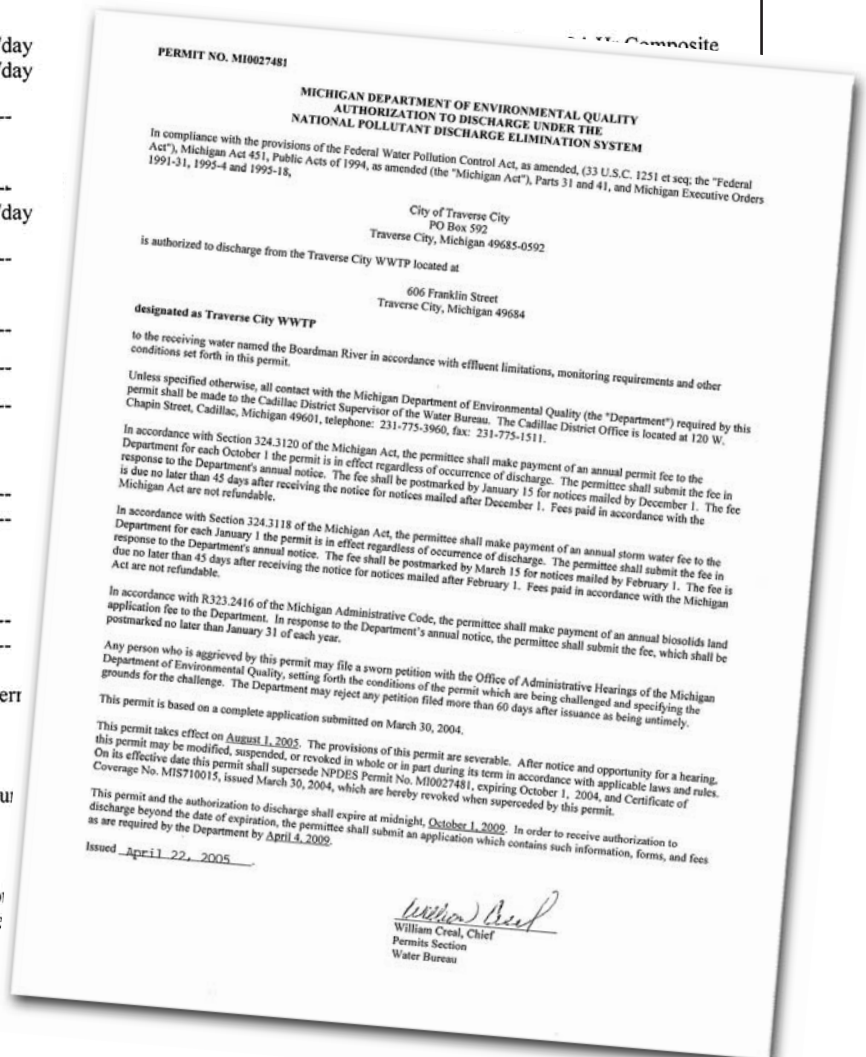 /day
/day
--
--
/day
--
--
--
--
--
--
--
--
Composite
PERMIT NO. MI0027481
MICHIGAN DEPARTMENT OF ENVIRONMENTAL QUALITY
AUTHORIZATION TO DISCHARGE UNDER THE
NATIONAL POLLUTANT DISCHARGE ELIMINATION SYSTEM
In compliance with the provisions of the Federal Water Pollution Control Act, as amended, (33 U.S.C. 1251 et seq; the "Federal
Act"), Michigan Act 451, Public Acts of 1994, as amended (the "Michigan Act"), Parts 31 and 41, and Michigan Executive Orders
1991-31, 1995-4 and 1995-18,
City of Traverse City
PO Box 592
Traverse City, Michigan 49685-0592
is authorized to discharge from the Traverse City WWTP located at
606 Franklin Street
Traverse City, Michigan 49684
designated as Traverse City WWTP
to the receiving water named the Boardman River in accordance with effluent limitations, monitoring requirements and other
conditions set forth in this permit.
Unless specified otherwise, all contact with the Michigan Department of Environmental Quality (the "Department") required by this
permit shall be made to the Cadillac District Supervisor of the Water Bureau. The Cadillac District Office is located at 120 W.
Chapin Street, Cadillac, Michigan 49601, telephone: 231-775-3960, fax: 231-775-1511.
In accordance with Section 324.3120 of the Michigan Act, the permittee shall make payment of an annual permit fee to the
Department for each October 1 the permit is in effect regardless of occurrence of discharge. The permittee shall submit the fee in
response to the Department's annual notice. The fee shall be postmarked by January 15 for notices mailed by December 1. The fee
is due no later than 45 days after receiving the notice for notices mailed after December 1. Fees paid in accordance with the
Michigan Act are not refundable.
In accordance with Section 324.3118 of the Michigan Act, the permittee shall make payment of an annual storm water fee to the
Department for each January 1 the permit is in effect regardless of occurrence of discharge. The permittee shall submit the fee in
response to the Department's annual notice. The fee shall be postmarked by March 15 for notices mailed by February 1. The fee is
due no later than 45 days after receiving the notice for notices mailed after February 1. Fees paid in accordance with the Michigan
Act are not refundable.
In accordance with R323.2416 of the Michigan Administrative Code, the permittee shall make payment of an annual biosolids land
application fee to the Department. In response to the Department's annual notice, the permittee shall submit the fee, which shall be
postmarked no later than January 31 of each year.
Any person who is aggrieved by this permit may file a sworn petition with the Office of Administrative Hearings of the Michigan
Department of Environmental Quality, setting forth the conditions of the permit which are being challenged and specifying the
grounds for the challenge. The Department may reject any petition filed more than 60 days after issuance as being untimely.
This permit is based on a complete application submitted on March 30, 2004.
This permit takes effect on August 1, 2005. The provisions of this permit are severable. After notice and opportunity for a hearing,
this permit may be modified, suspended, or revoked in whole or in part during its term in accordance with applicable laws and rules.
On its effective date this permit shall supersede NPDES Permit No. MI0027481, expiring October 1, 2004, and Certificate of
Coverage No. MIS710015, issued March 30, 2004, which are hereby revoked when superceded by this permit.
This permit and the authorization to discharge shall expire at midnight, October 1, 2009. In order to receive authorization to
discharge beyond the date of expiration, the permittee shall submit an application which contains such information, forms, and fees
as are required by the Department by April 4, 2009.
Issued April 22, 2005.
William Creal
William Creal, Chief
Permits Section
Water Bureau